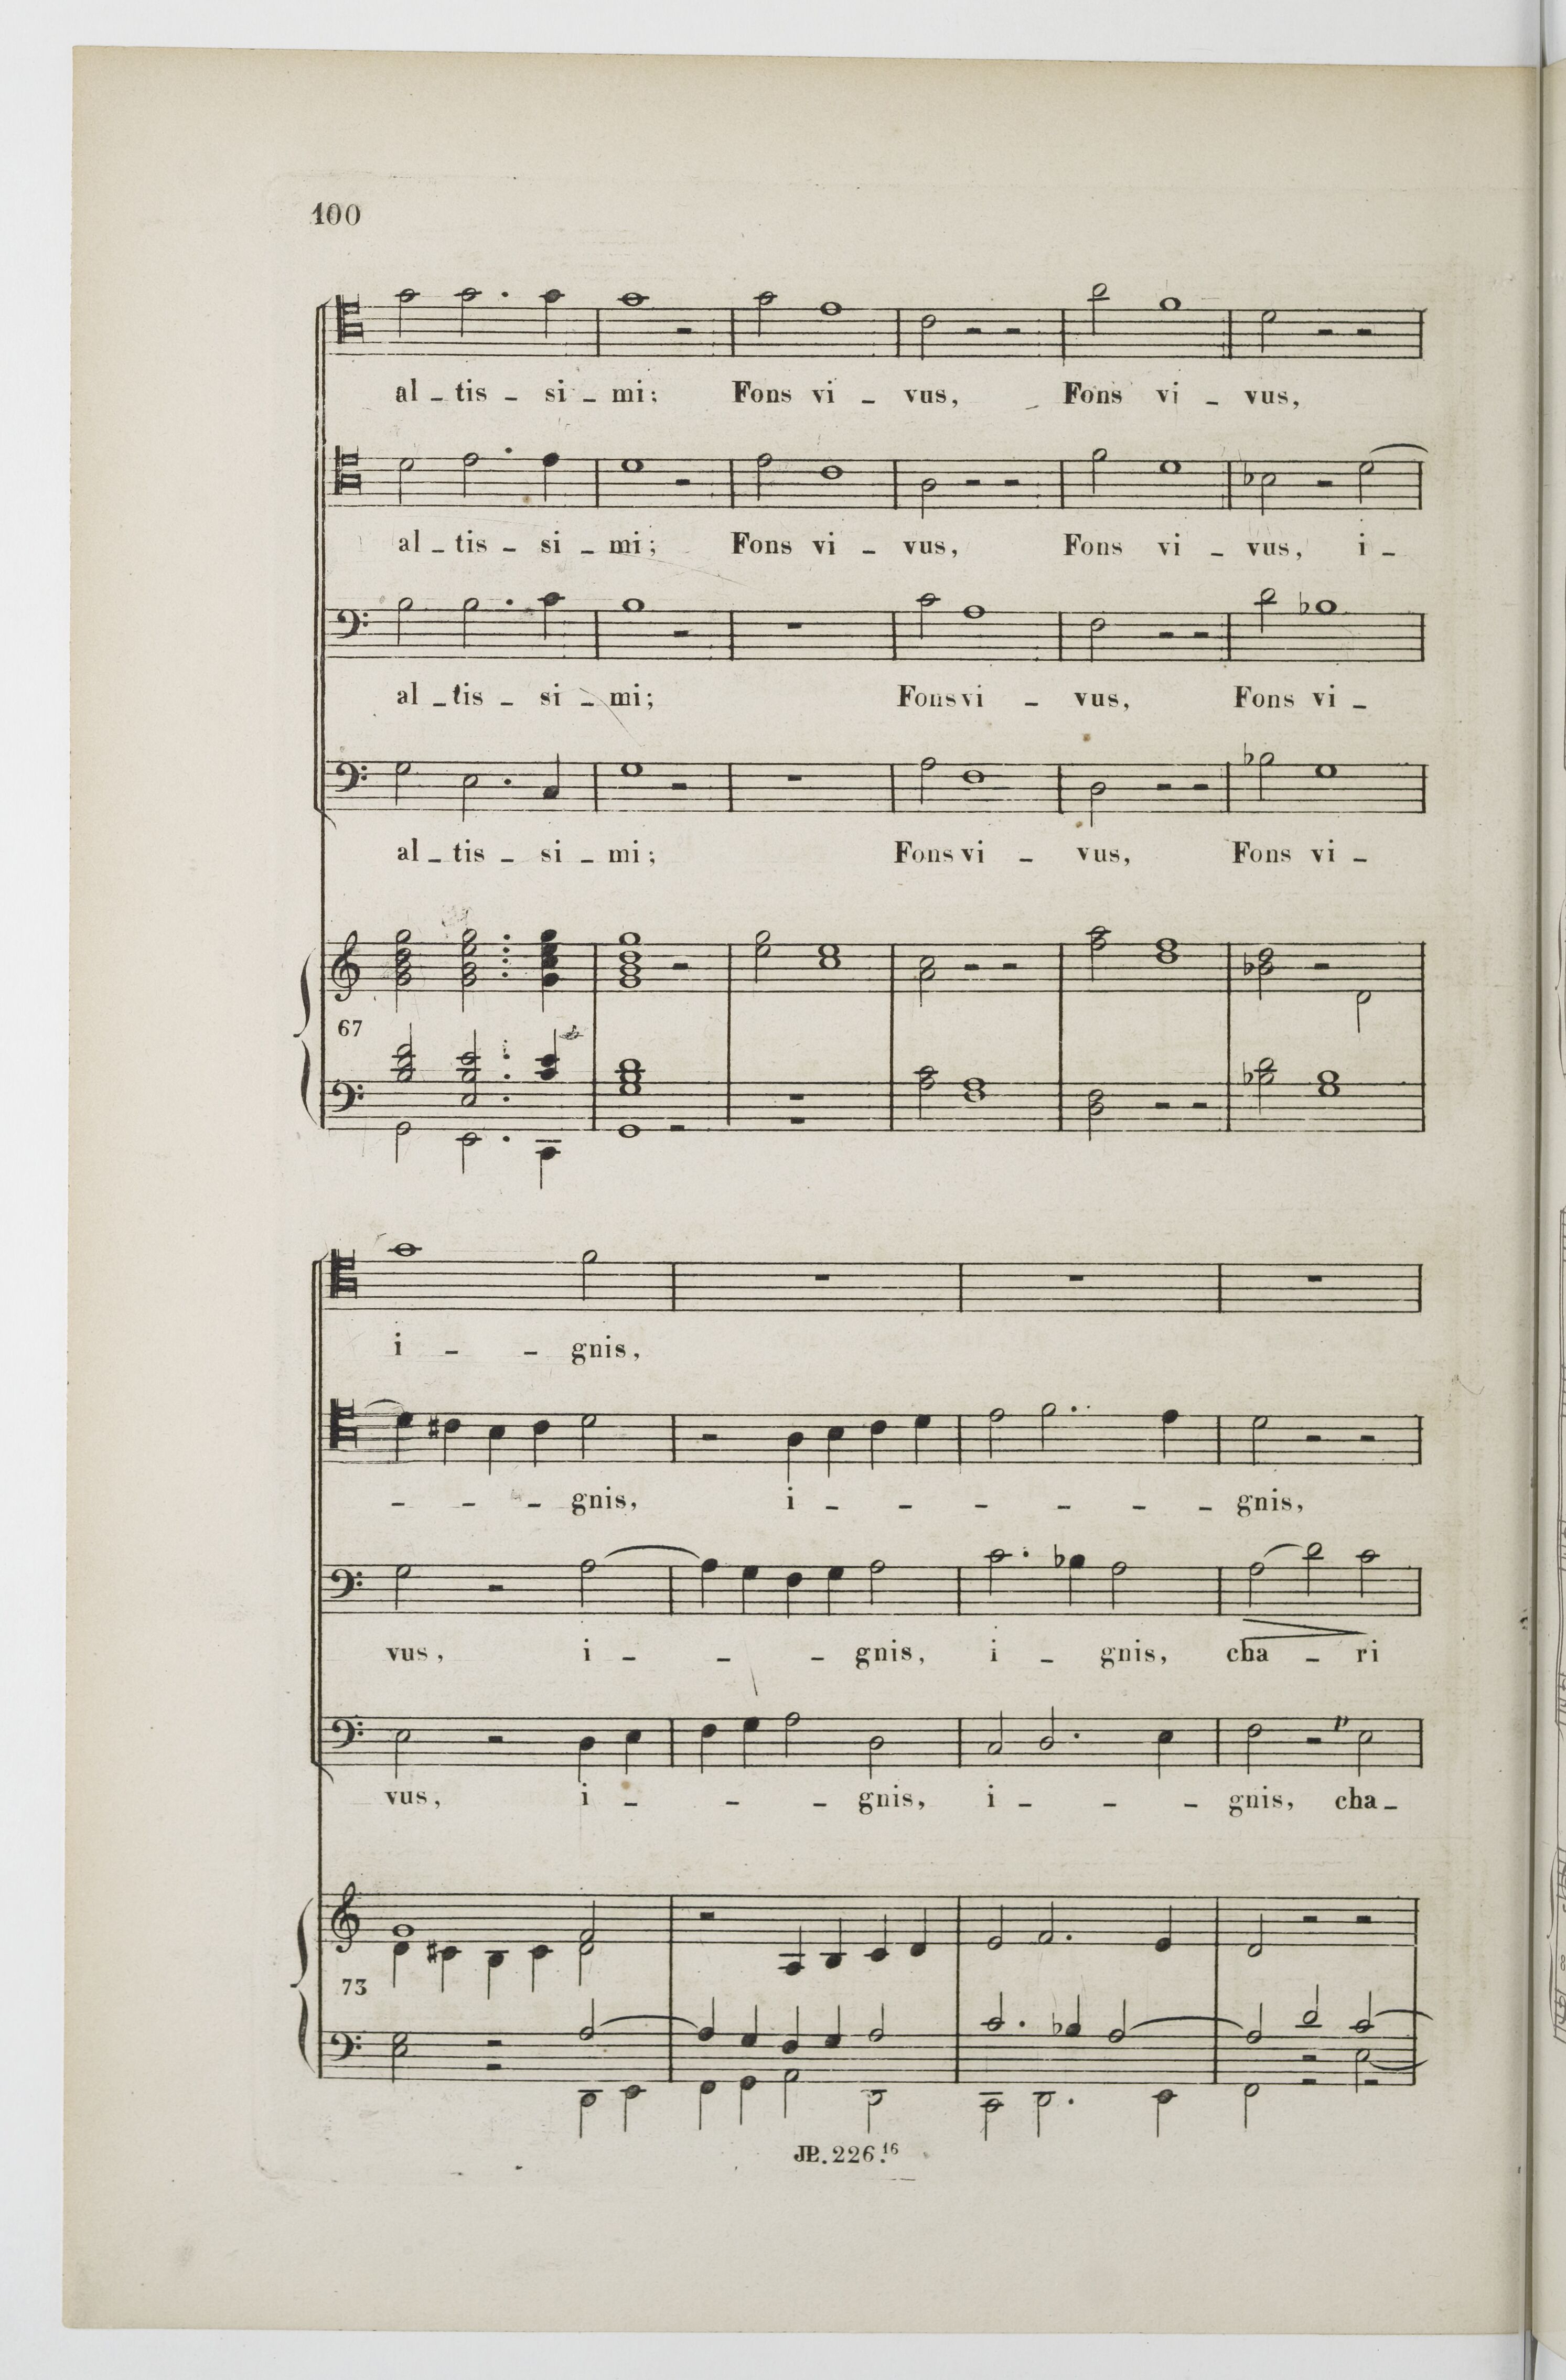 100
al - tis - si - mi; Fons vi - vus, Fons vi - vus,
al - tis - si - mi; Fons vi - vus, Fons vi - vus, i -
al - tis - si - mi; Fons vi - vus, Fons vi -
al - tis - si - mi; Fons vi - vus, Fons vi -
67
i - - gnis,
- - - gnis, i - - - - - gnis,
vus, i - - - gnis, i - gnis, cha - ri
p
vus, i - - - gnis, i - - - gnis, cha -
73
JP. 226.16